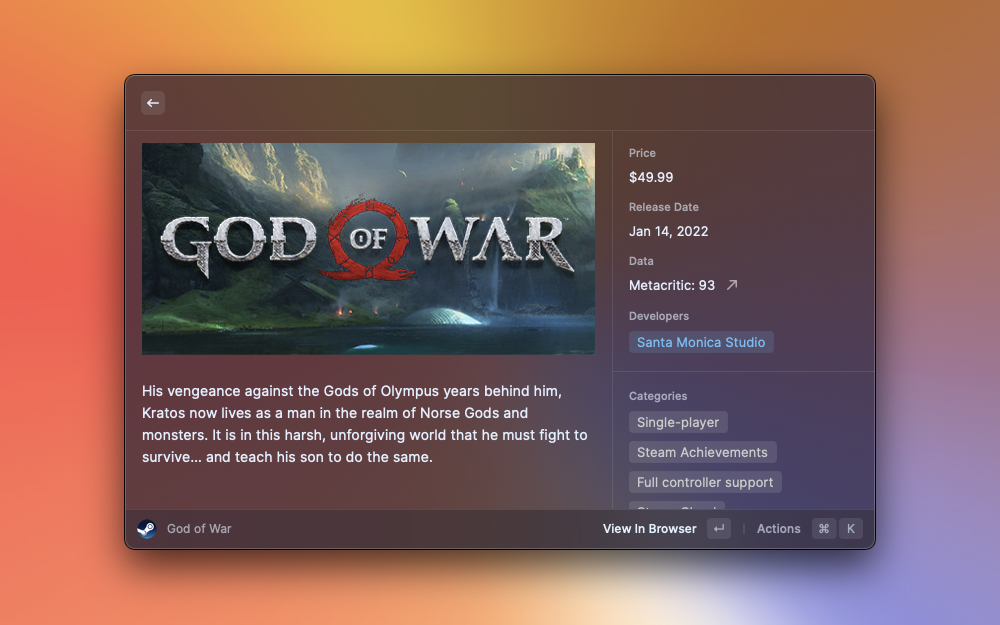 GOD OF WAR
His vengeance against the Gods of Olympus years behind him,
Kratos now lives as a man in the realm of Norse Gods and
monsters. It is in this harsh, unforgiving world that he must fight to
survive... and teach his son to do the same.
Price
$49.99
Release Date
Jan 14, 2022
Data
Metacritic: 93
Developers
Santa Monica Studio
Categories
Single-player
Steam Achievements
Full controller support
God of War
View In Browser
Actions ⌘ K